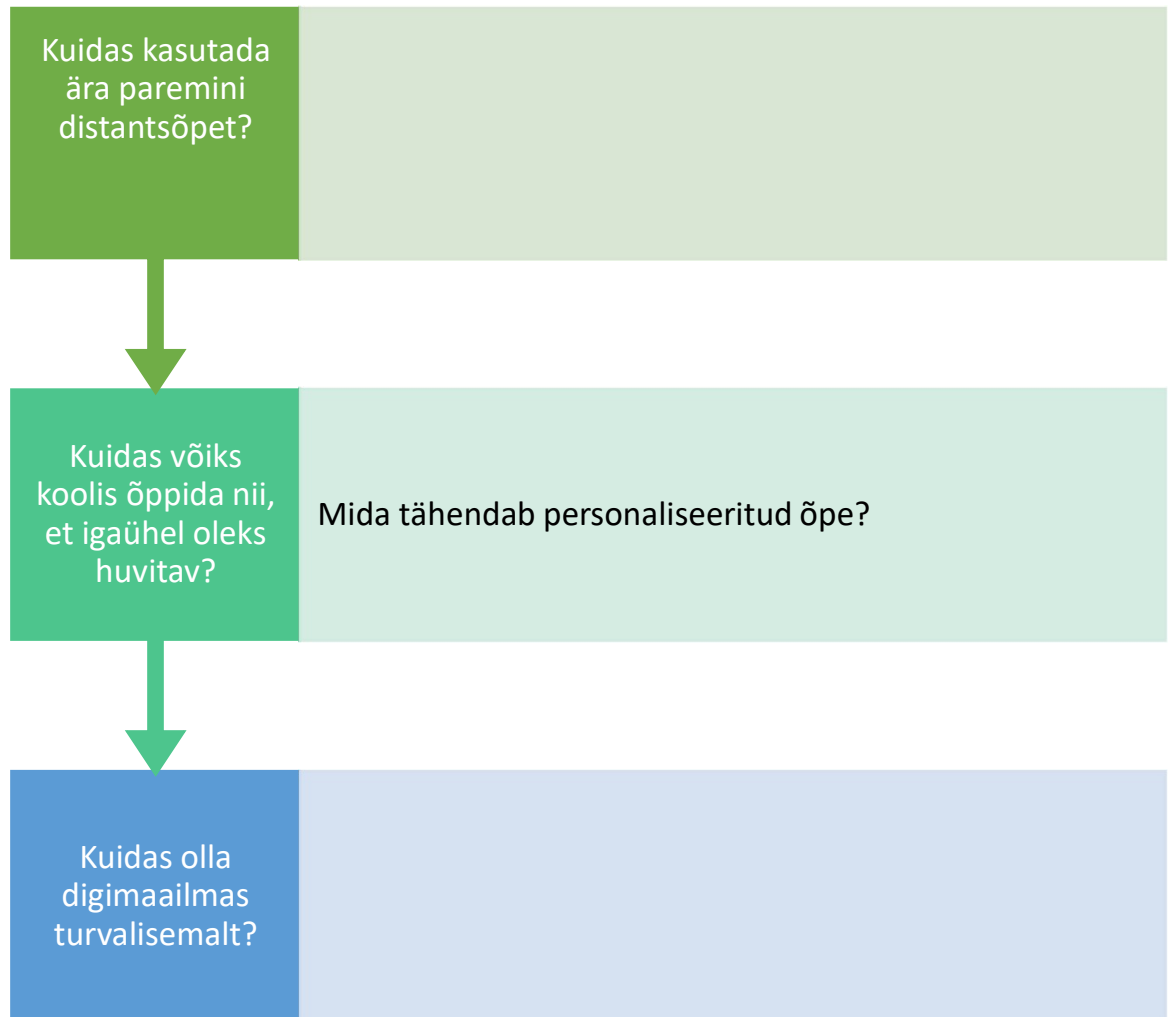 Kuidas kasutada
ära paremini
distantsõpet?
Kuidas võiks
koolis õppida nii,
et igaühel oleks
huvitav?
Mida tähendab personaliseeritud õpe?
Kuidas olla
digimaailmas
turvalisemalt?